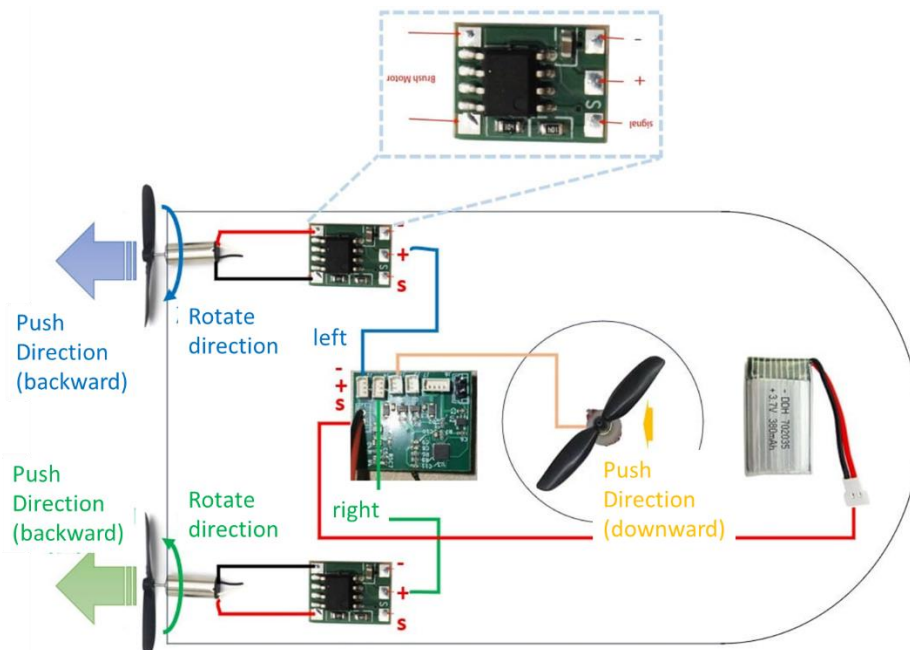 Brush Motor
-
+
S
signal
-
+
s
Push
Direction
(backward)
Rotate
direction
left
-
+
s
- DDH 702035
+ 3.7V 380mAh
Push
Direction
(downward)
Push
Direction
(backward)
Rotate
direction
right
-
+
s